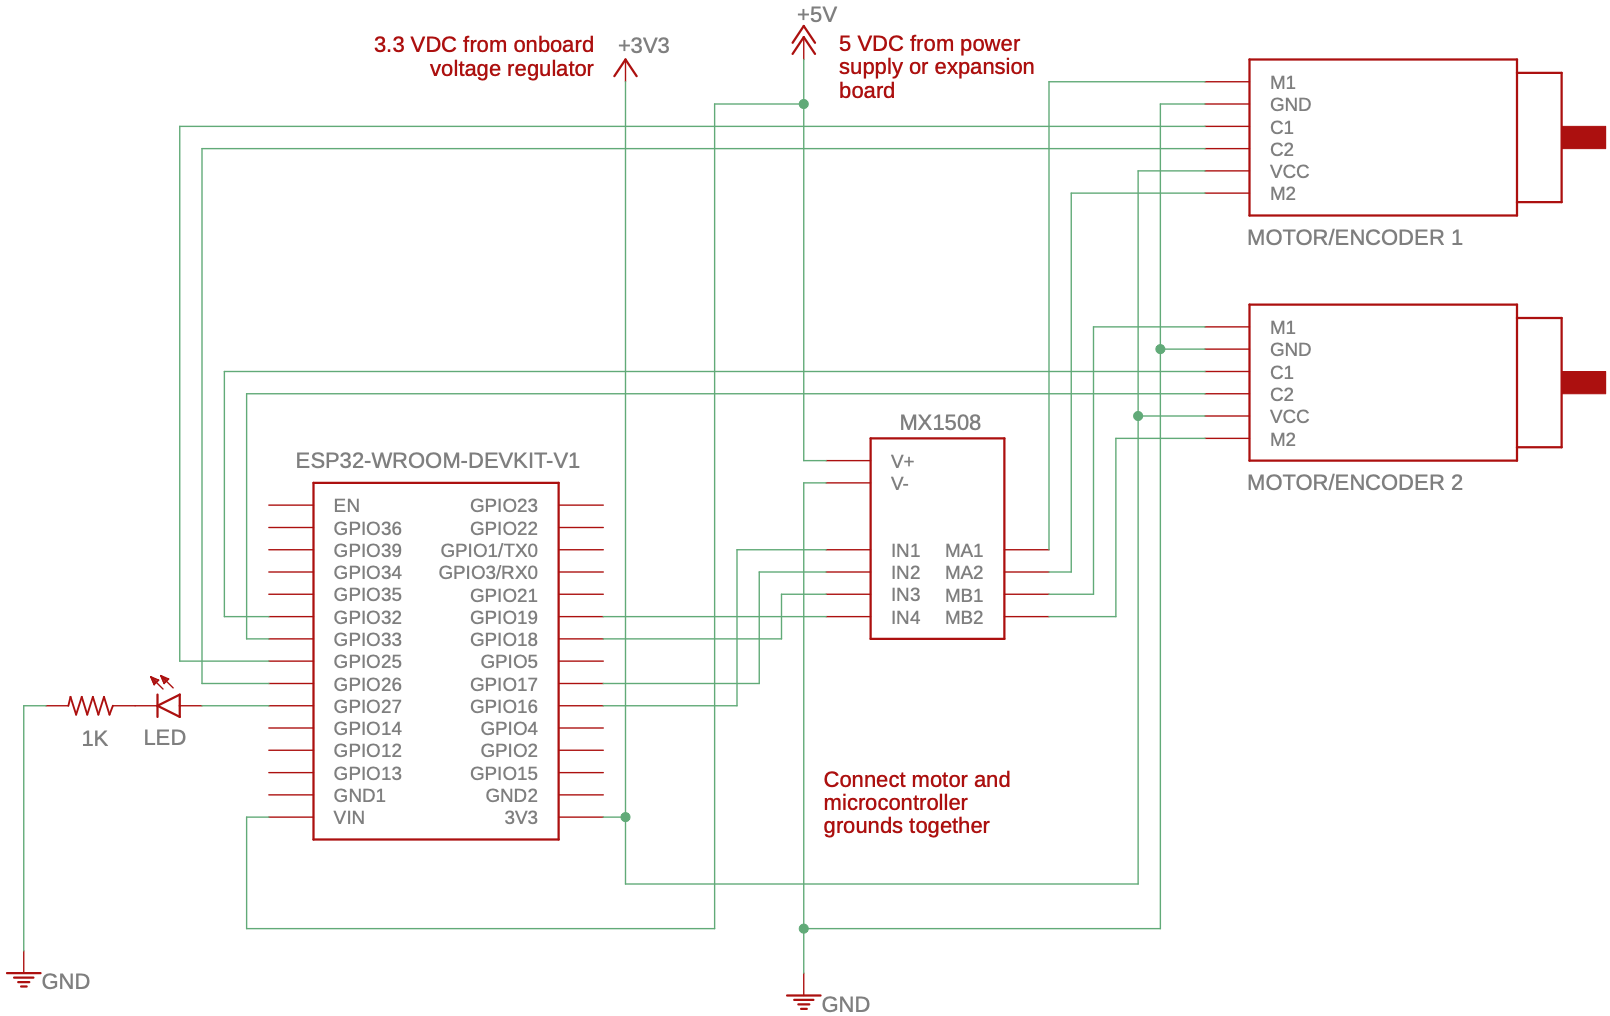 +5V
3.3 VDC from onboard
voltage regulator
+3V3
5 VDC from power
supply or expansion
board
M1
GND
C1
C2
VCC
M2
MOTOR/ENCODER 1
M1
GND
C1
C2
VCC
M2
MOTOR/ENCODER 2
MX1508
V+
V-
IN1 MA1
IN2 MA2
IN3 MB1
IN4 MB2
ESP32-WROOM-DEVKIT-V1
EN GPIO23
GPIO36 GPIO22
GPIO39 GPIO1/TX0
GPIO34 GPIO3/RX0
GPIO35 GPIO21
GPIO32 GPIO19
GPIO33 GPIO18
GPIO25 GPIO5
GPIO26 GPIO17
GPIO27 GPIO16
GPIO14 GPIO4
GPIO12 GPIO2
GPIO13 GPIO15
GND1 GND2
VIN 3V3
1K LED
Connect motor and
microcontroller
grounds together
GND
GND